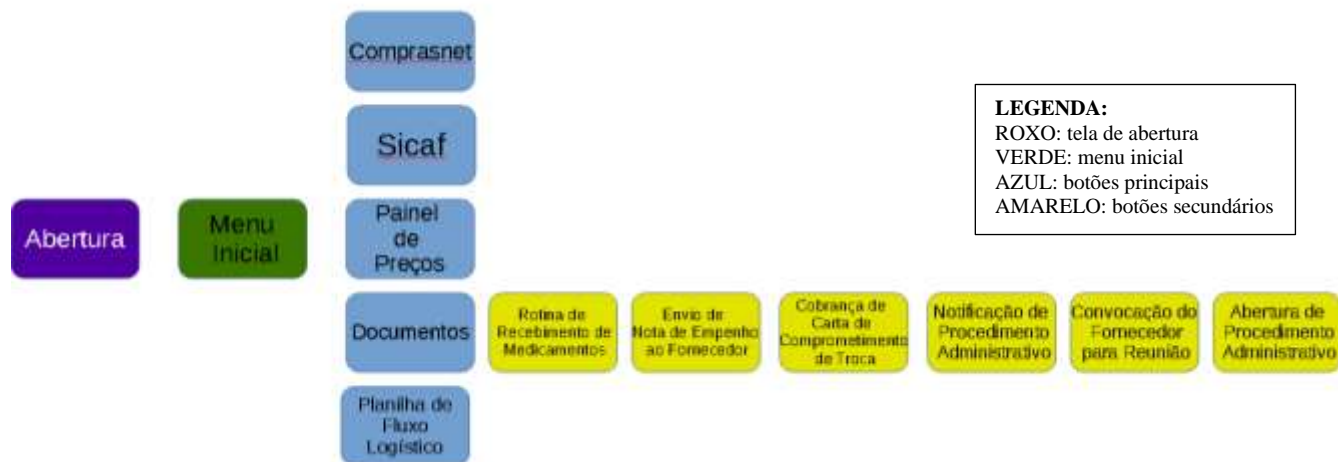 Comprasnet
Sicaf
Abertura
Menu
Inicial
Painel
de
Preços
Documentos
Rotina de
Recebimento de
Medicamentos
Envio de
Nota de Empenho
ao Fornecedor
Cobrança de
Carta de
Comprometimento
de Troca
Notificação de
Procedimento
Administrativo
Convocação do
Fornecedor
para Reunião
Abertura de
Procedimento
Administrativo
Planilha de
Fluxo
Logístico
LEGENDA:
ROXO: tela de abertura
VERDE: menu inicial
AZUL: botões principais
AMARELO: botões secundários